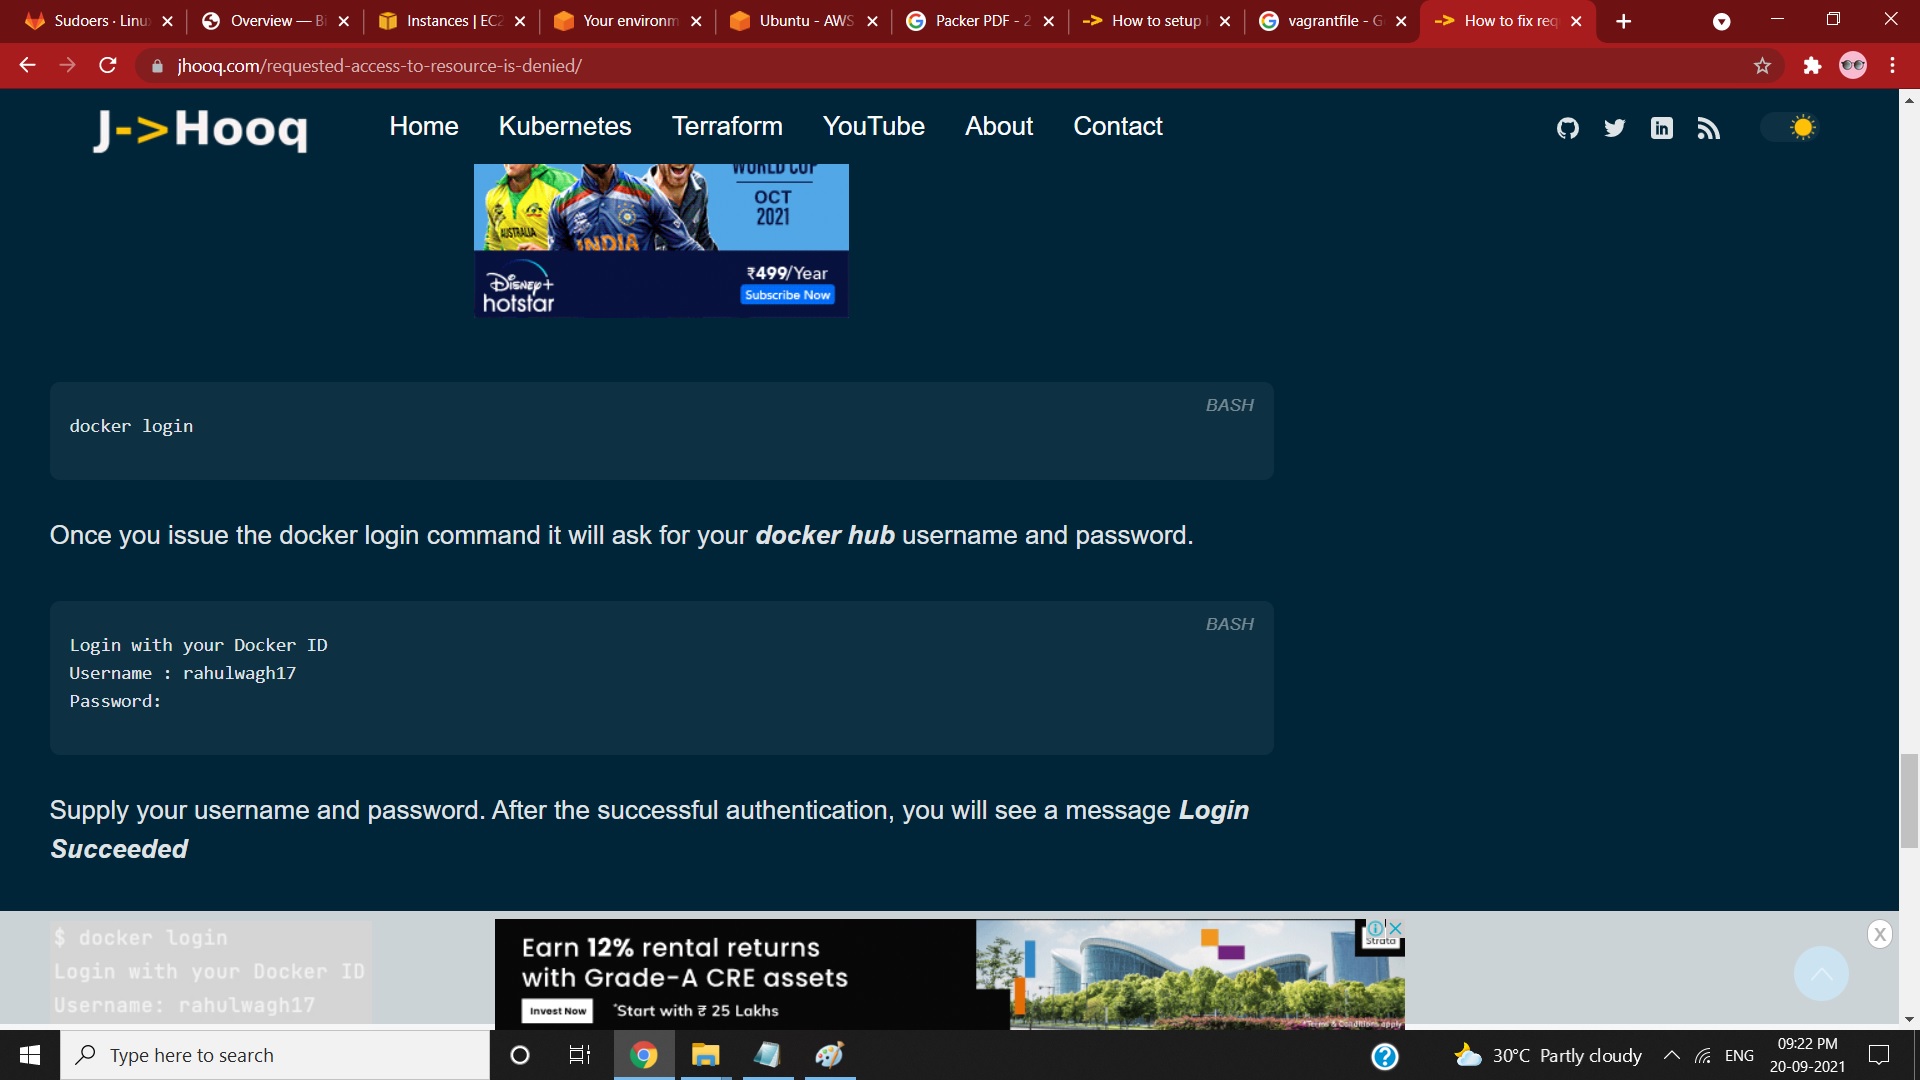 Sudoers · Linu
Overview — Bi
Instances | EC2
Your environm
Ubuntu - AWS
Packer PDF - 2
How to setup
vagrantfile - G
How to fix req
jhooq.com/requested-access-to-resource-is-denied/
J->Hooq
Home
Kubernetes
Terraform
YouTube
About
Contact
WORLD CUP
OCT
2021
AUSTRALIA
INDIA
Disney+
hotstar
₹499/Year
Subscribe Now
BASH
docker login
Once you issue the docker login command it will ask for your docker hub username and password.
BASH
Login with your Docker ID
Username : rahulwagh17
Password:
Supply your username and password. After the successful authentication, you will see a message Login
Succeeded
$ docker login
Login with your Docker ID
Username: rahulwagh17
Earn 12% rental returns
with Grade-A CRE assets
Invest Now
*Start with ₹ 25 Lakhs
Strata
*Terms & Conditions apply
X
Type here to search
30°C Partly cloudy
ENG
09:22 PM
20-09-2021